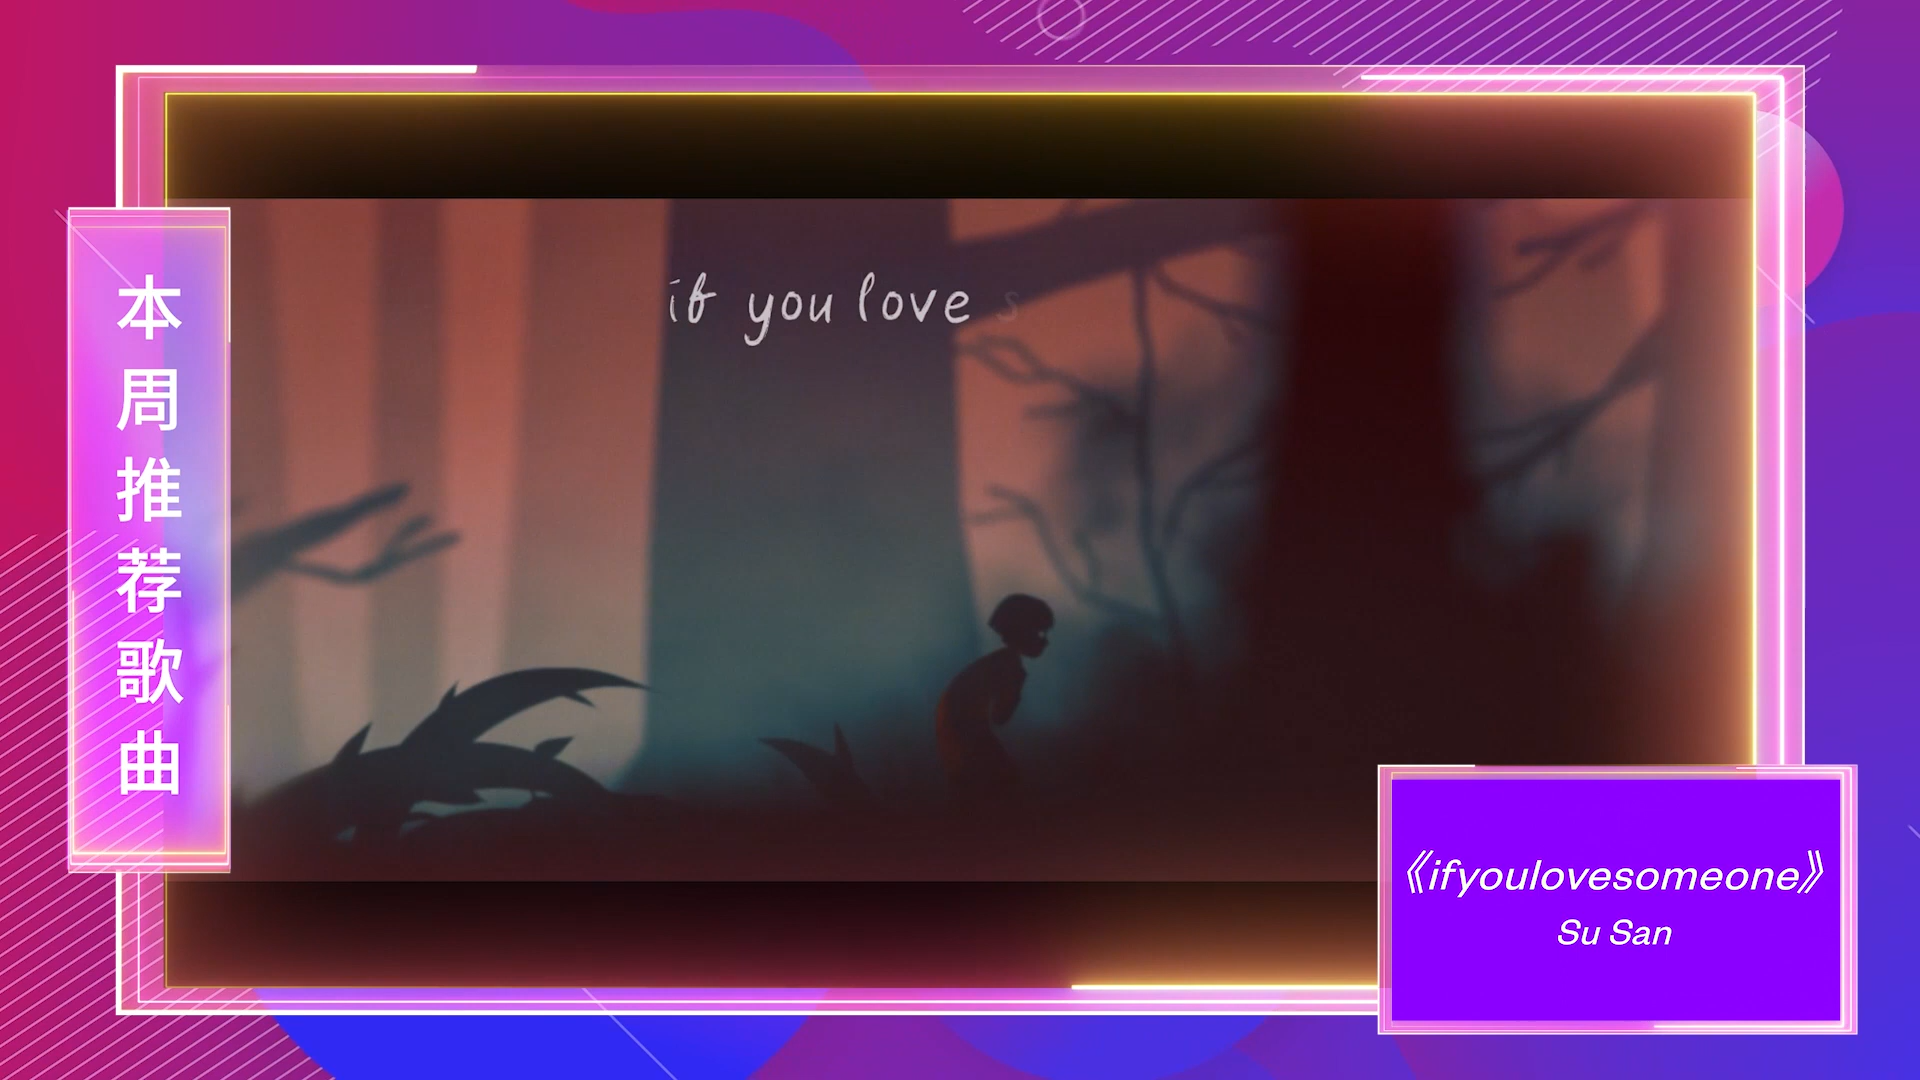 本周推荐歌曲
if you love s
《ifyoulovesomeone》
Su San